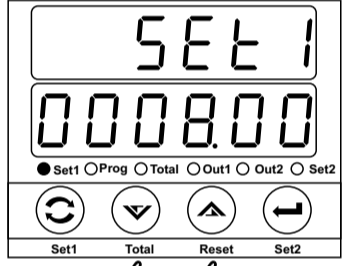 SEt 1
0008.00
Set1 Prog Total Out1 Out2 Set2
Set1 Total Reset Set2